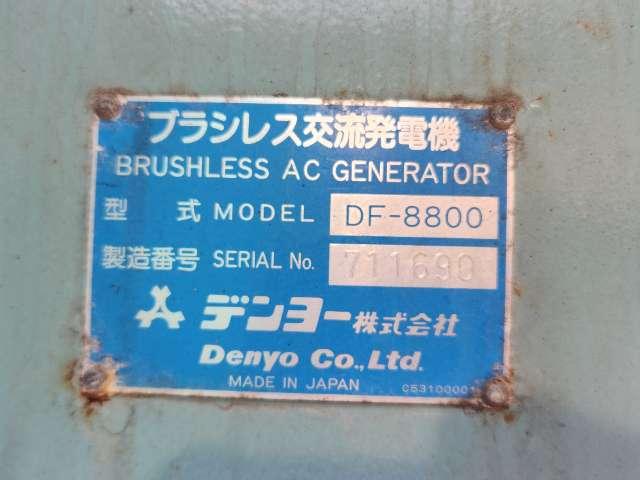 ブラシレス交流発電機
BRUSHLESS AC GENERATOR
型 式 MODEL DF-8800
製造番号 SERIAL No. 711690
デンヨー株式会社
Denyo Co.,Ltd.
MADE IN JAPAN C53100001